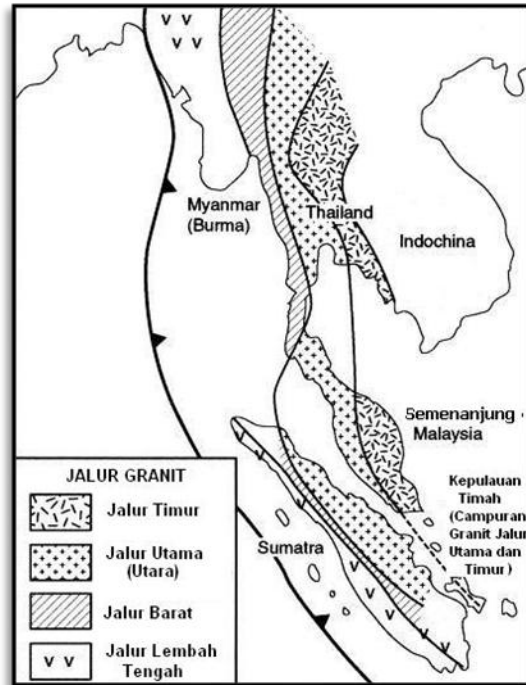 Myanmar
(Burma)
Thailand
Indochina
Semenanjung
Malaysia
Kepulauan
Timah
(Campuran
Granit Jalur
Utama dan
Timur)
Sumatra
JALUR GRANIT
Jalur Timur
Jalur Utama
(Utara)
Jalur Barat
Jalur Lembah
Tengah